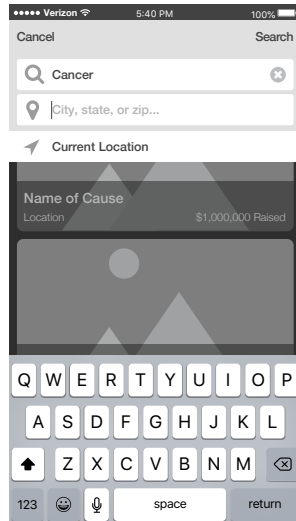 Verizon 5:40 PM 100%
Cancel Search
Cancer
City, state, or zip...
Current Location
Name of Cause
Location $1,000,000 Raised
Q W E R T Y U I O P
A S D F G H J K L
Z X C V B N M
123 space return